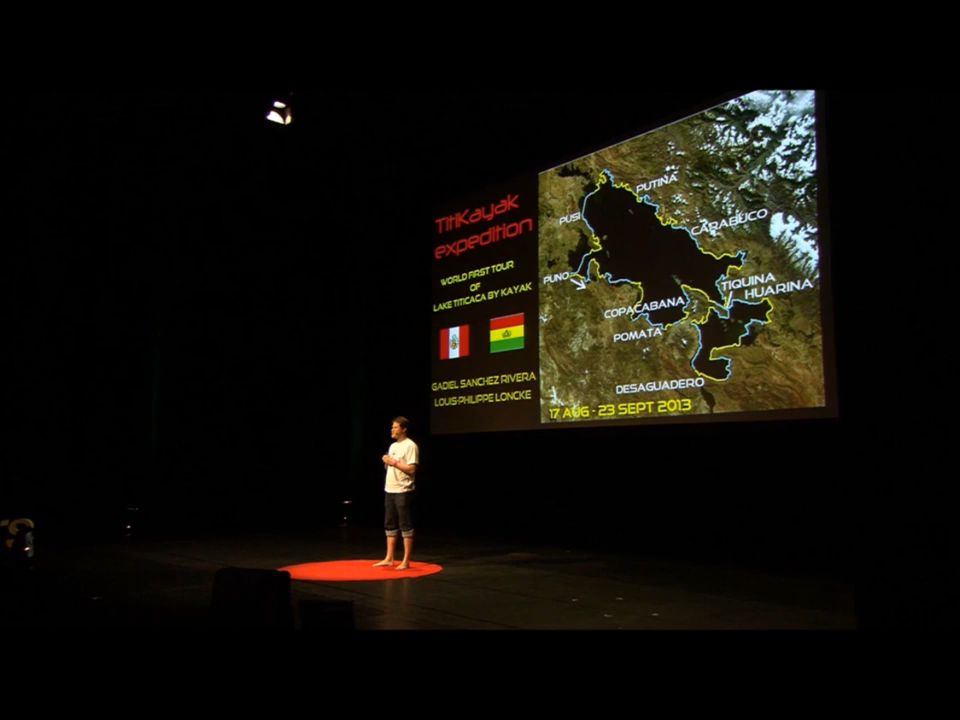 TitiKayak
expedition
WORLD FIRST TOUR
OF
LAKE TITICACA BY KAYAK
GADIEL SANCHEZ RIVERA
LOUIS-PHILIPPE LONCKE
PUTINA
PUSI
CARABUCO
PUNO
TIQUINA
HUARINA
COPACABANA
POMATA
DESAGUADERO
17 AUG - 23 SEPT 2013